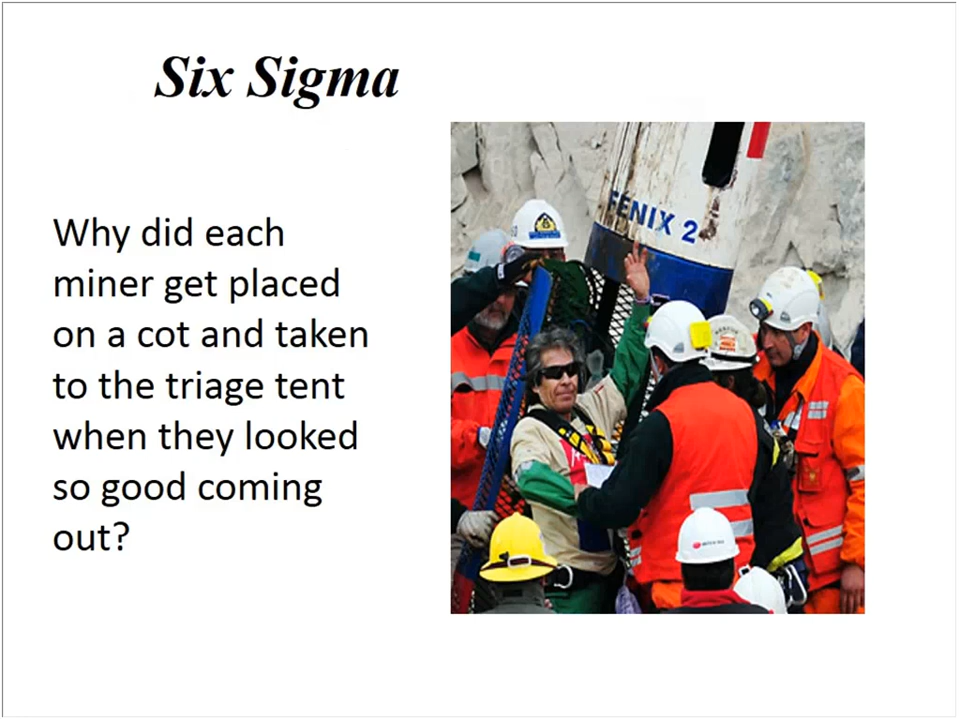 Six Sigma
FENIX 2
Why did each
miner get placed
on a cot and taken
to the triage tent
when they looked
so good coming
out?